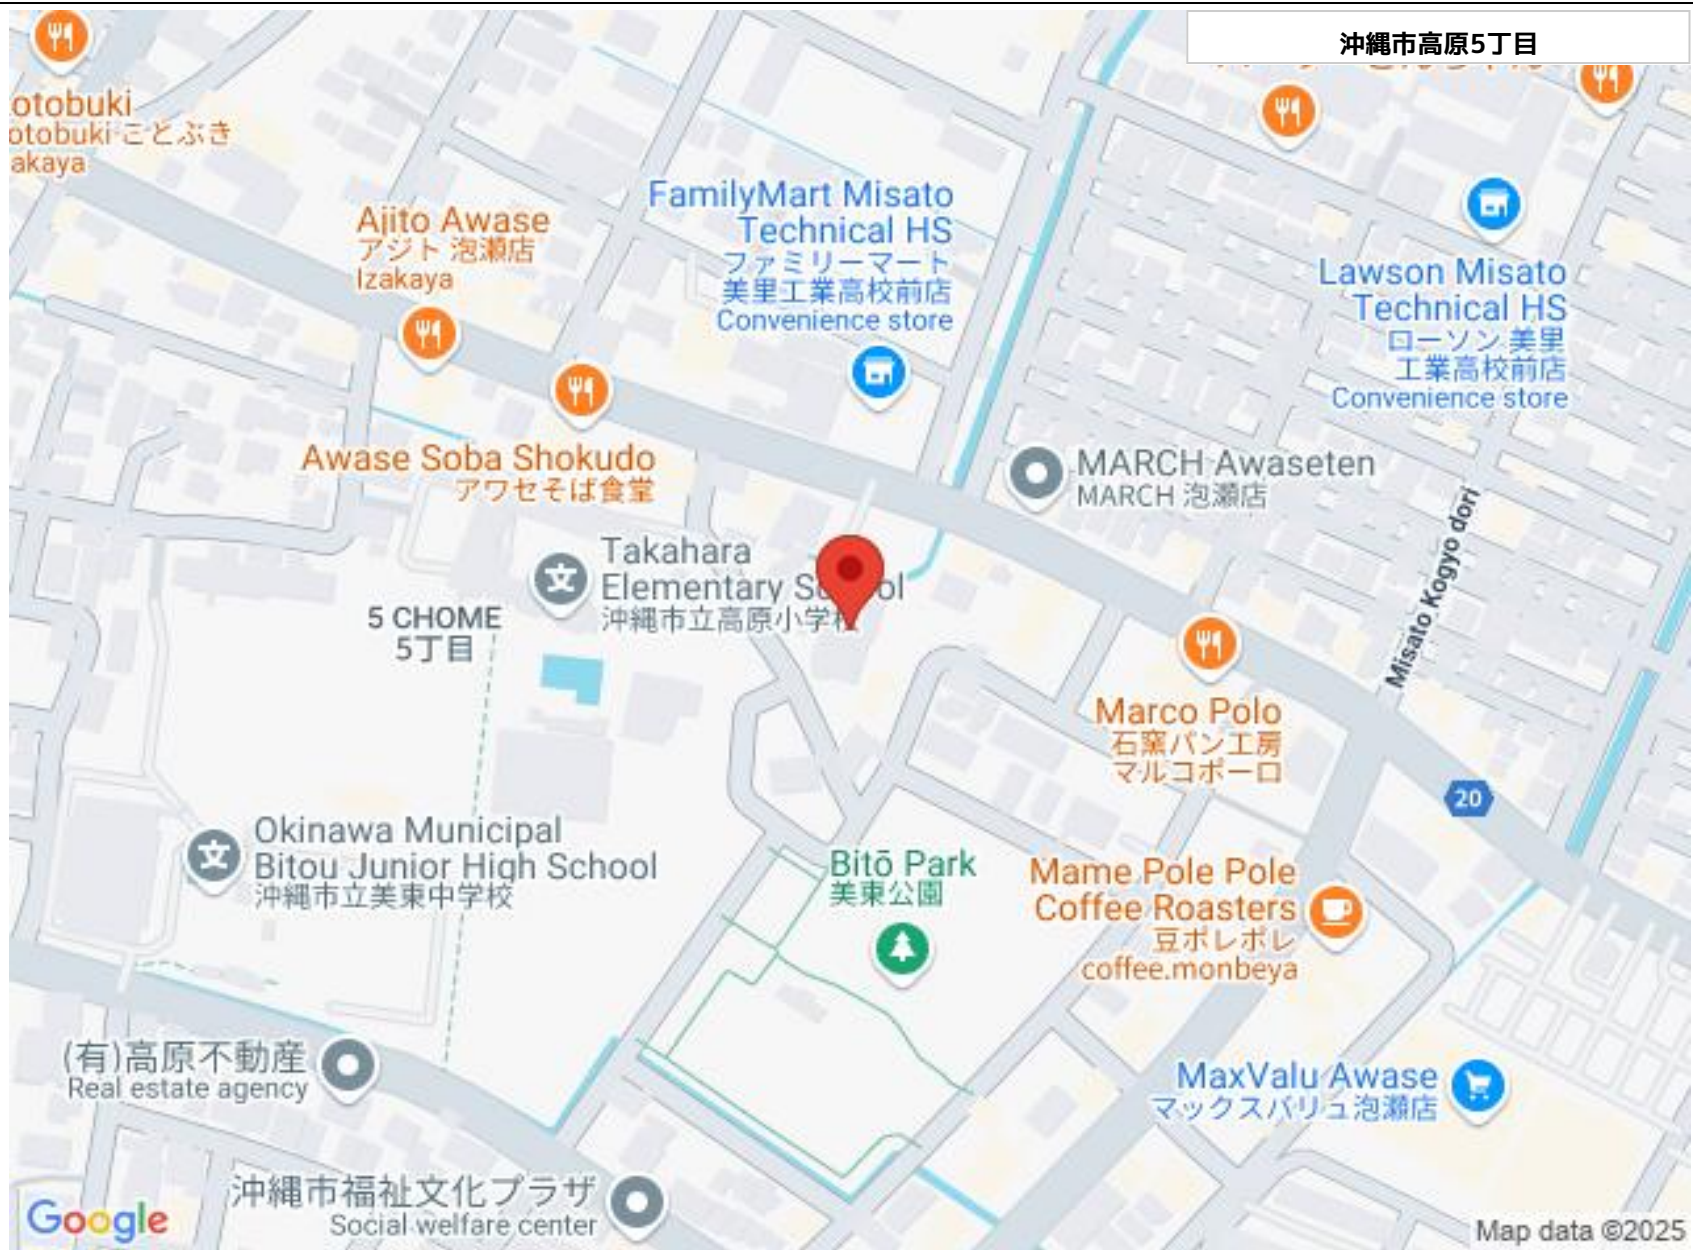 沖縄市高原5丁目
otobuki
otobuki ことぶき
akaya
Ajito Awase
アジト 泡瀬店
Izakaya
FamilyMart Misato
Technical HS
ファミリーマート
美里工業高校前店
Convenience store
Lawson Misato
Technical HS
ローソン 美里
工業高校前店
Convenience store
Awase Soba Shokudo
アワセそば食堂
MARCH Awaseten
MARCH 泡瀬店
Misato Kogyo dori
Takahara
Elementary School
沖縄市立高原小学校
5 CHOME
5丁目
Marco Polo
石窯パン工房
マルコポーロ
20
Okinawa Municipal
Bitou Junior High School
沖縄市立美東中学校
Bitō Park
美東公園
Mame Pole Pole
Coffee Roasters
豆ポレポレ
coffee.monbeya
(有)高原不動産
Real estate agency
MaxValu Awase
マックスバリュ泡瀬店
沖縄市福祉文化プラザ
Social welfare center
Google
Map data ©2025